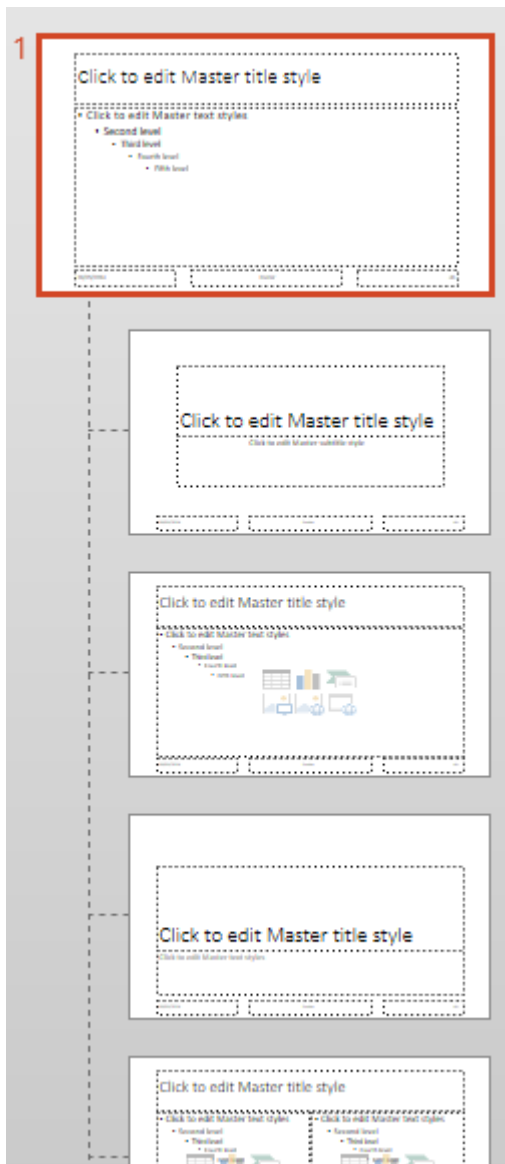 1
Click to edit Master title style
• Click to edit Master text styles
• Second level
• Third level
• Fourth level
• Fifth level
Click to edit Master title style
Click to edit Master subtitle style
Click to edit Master title style
• Click to edit Master text styles
• Second level
• Third level
• Fourth level
• Fifth level
Click to edit Master title style
Click to edit Master text styles
Click to edit Master title style
• Click to edit Master text styles • Click to edit Master text styles
• Second level • Second level
• Third level • Third level
• Fourth level • Fourth level